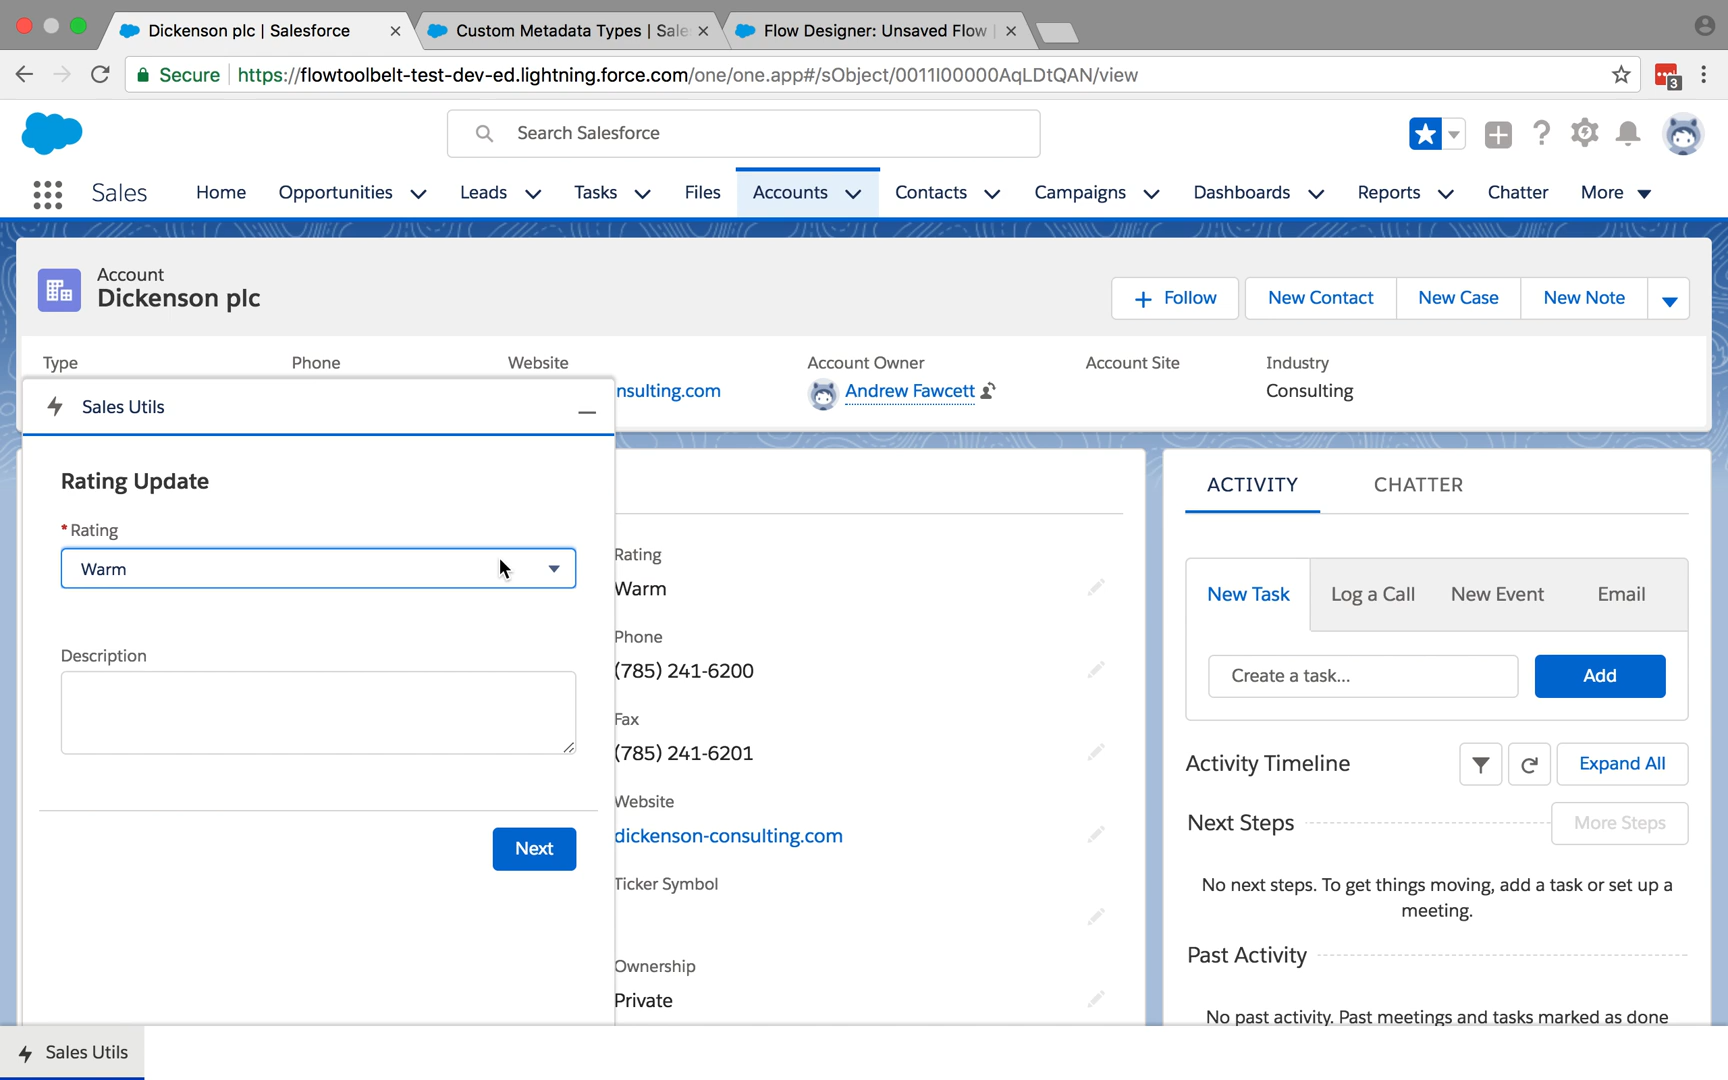 Dickenson plc | Salesforce
Custom Metadata Types | Sale
Flow Designer: Unsaved Flow
Secure
https://flowtoolbelt-test-dev-ed.lightning.force.com/one/one.app#/sObject/0011I00000AqLDtQAN/view
3
Search Salesforce
Sales
Home
Opportunities
Leads
Tasks
Files
Accounts
Contacts
Campaigns
Dashboards
Reports
Chatter
More
Account
Dickenson plc
Follow
New Contact
New Case
New Note
Type
Phone
Website
Account Owner
Account Site
Industry
nsulting.com
Andrew Fawcett
Consulting
Sales Utils
Rating Update
* Rating
Warm
Description
Next
Rating
Warm
Phone
(785) 241-6200
Fax
(785) 241-6201
Website
dickenson-consulting.com
Ticker Symbol
Ownership
Private
ACTIVITY
CHATTER
New Task
Log a Call
New Event
Email
Create a task...
Add
Activity Timeline
Expand All
Next Steps
More Steps
No next steps. To get things moving, add a task or set up a
meeting.
Past Activity
No past activity. Past meetings and tasks marked as done
Sales Utils